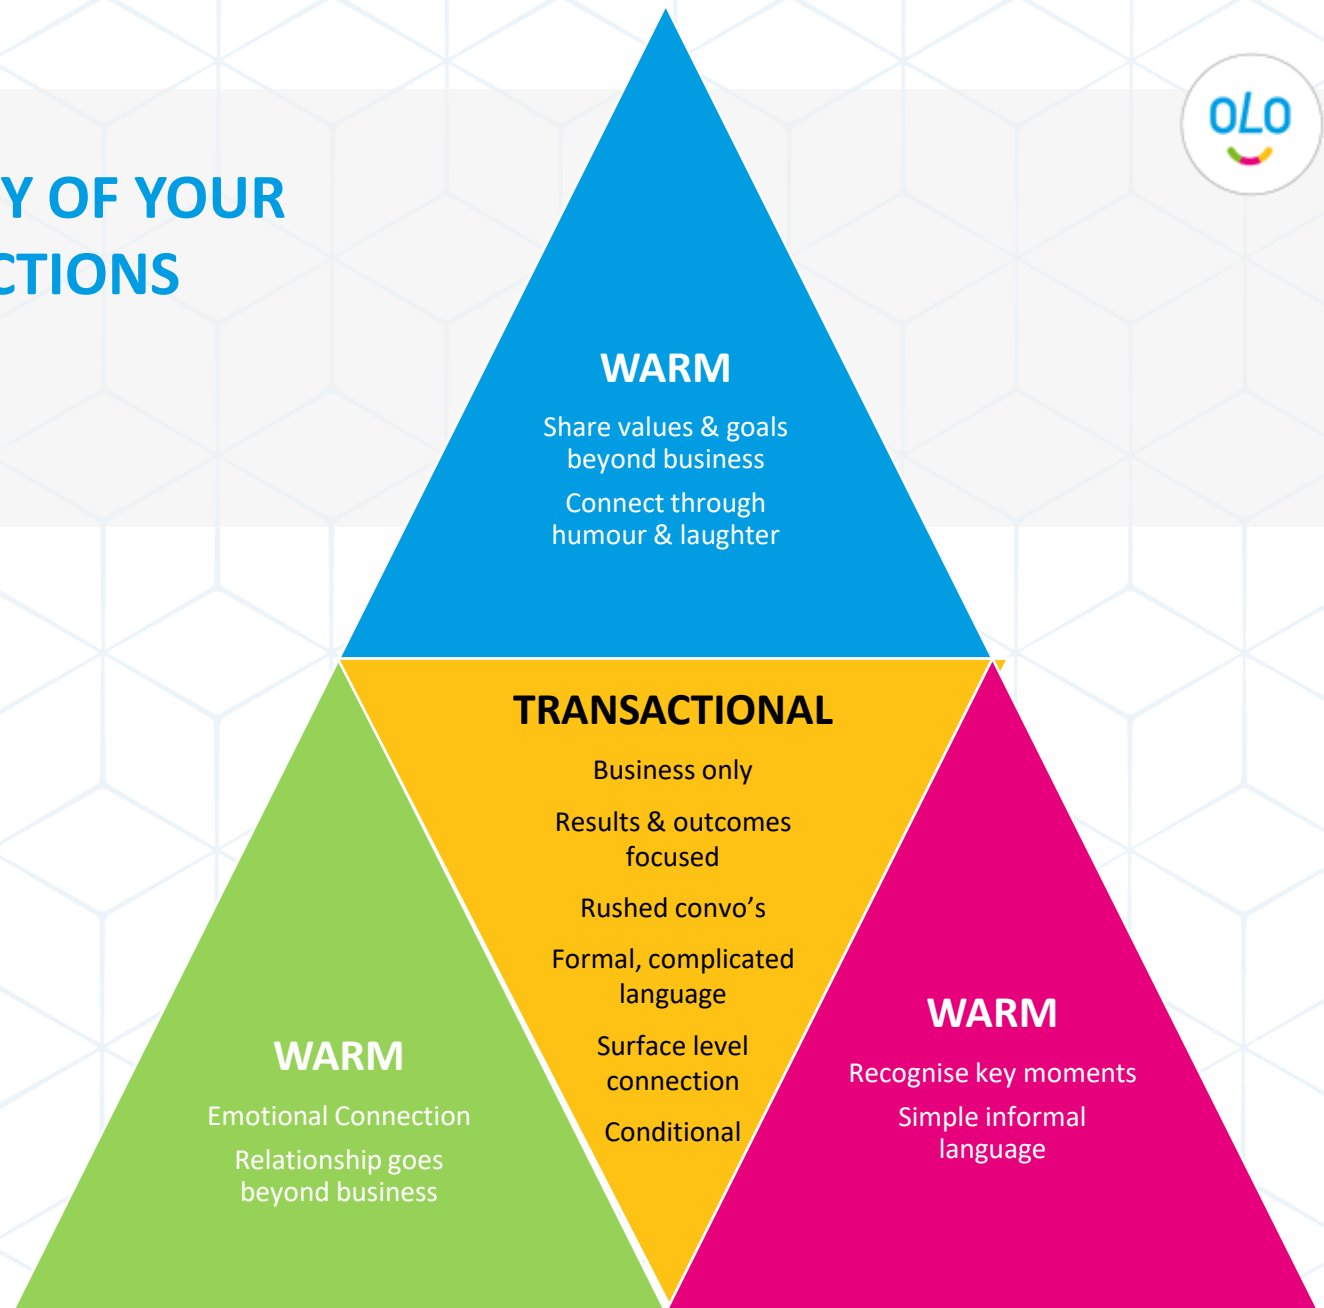 OLO
Y OF YOUR
CTIONS
WARM
Share values & goals
beyond business
Connect through
humour & laughter
TRANSACTIONAL
Business only
Results & outcomes
focused
Rushed convo’s
Formal, complicated
language
Surface level
connection
Conditional
WARM
Emotional Connection
Relationship goes
beyond business
WARM
Recognise key moments
Simple informal
language